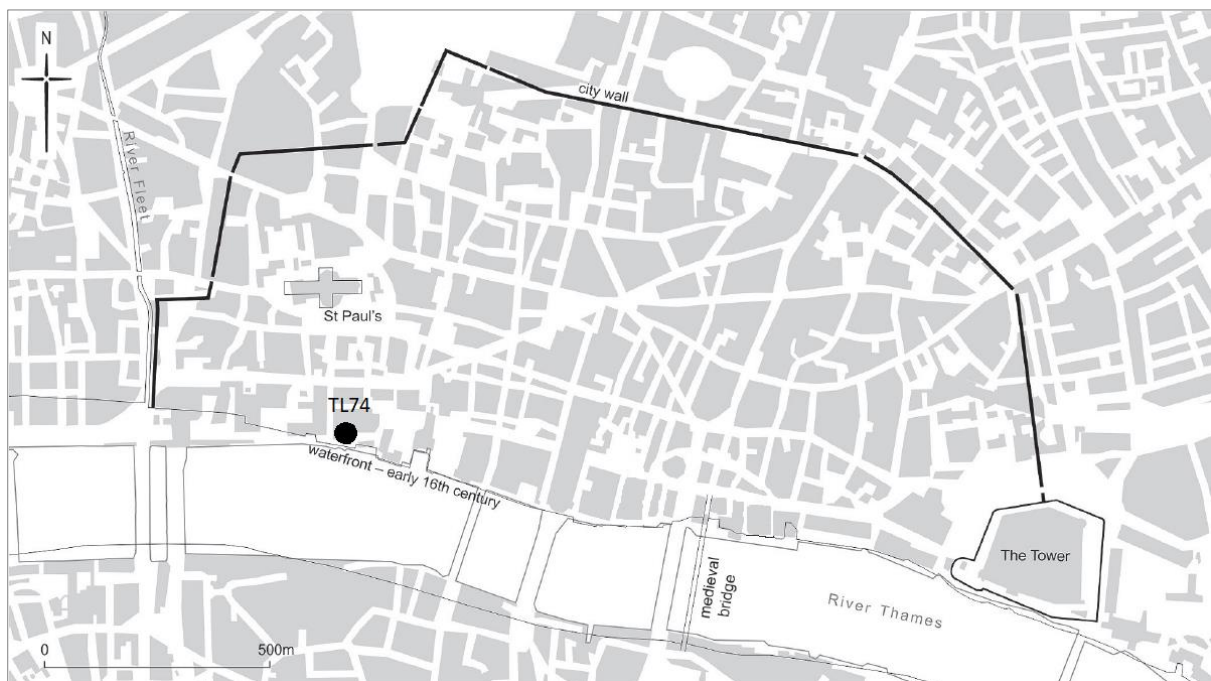 N
city wall
River Fleet
St Paul's
TL74
waterfront – early 16th century
The Tower
medieval
bridge
River Thames
0
500m